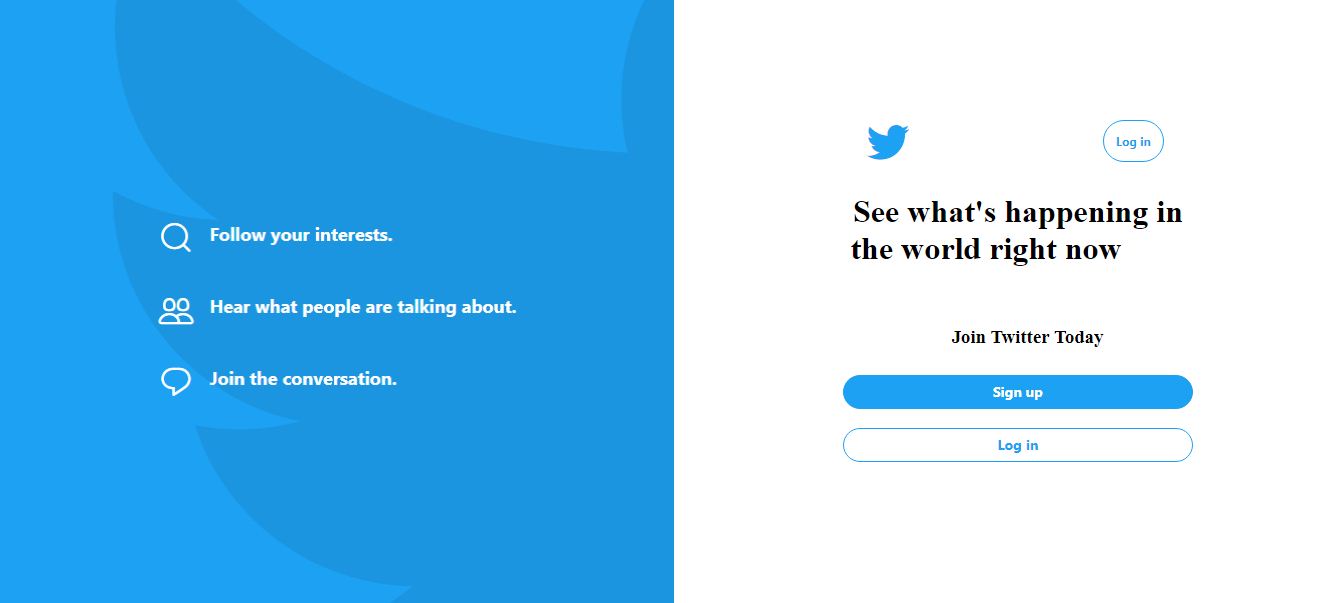 Follow your interests.
Hear what people are talking about.
Join the conversation.
Log in
See what's happening in
the world right now
Join Twitter Today
Sign up
Log in